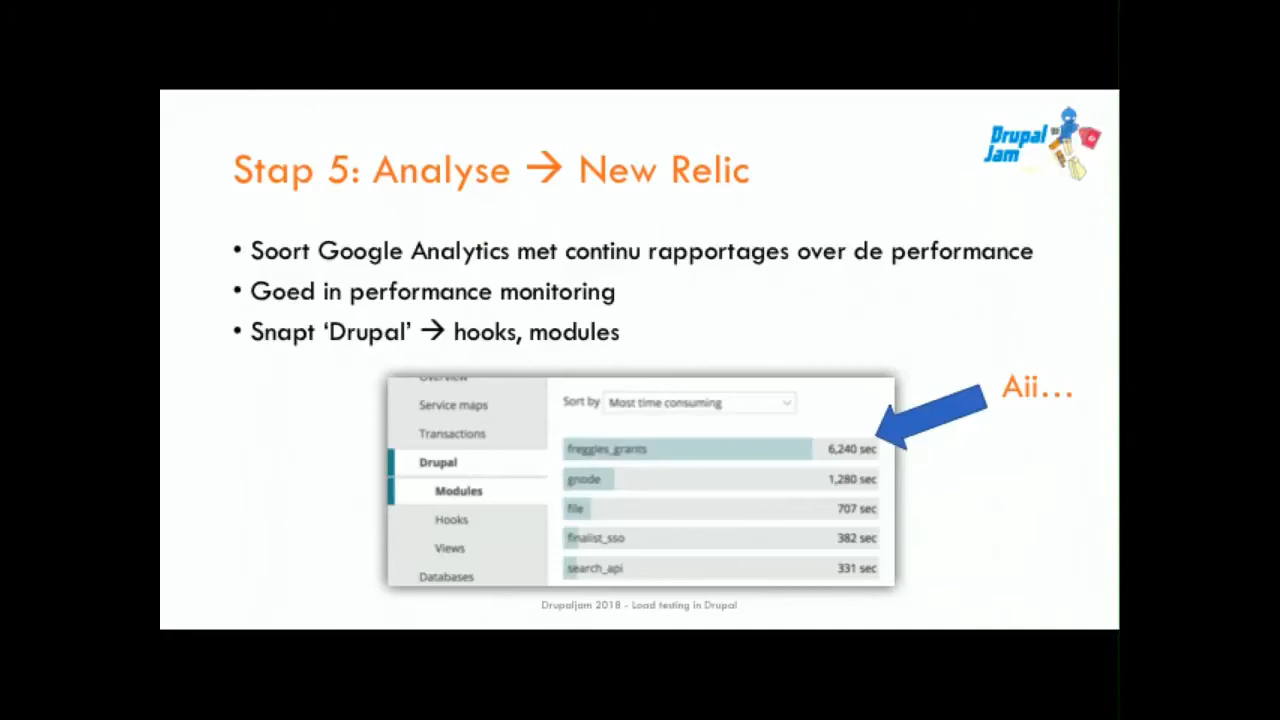 Drupal
Jam
Stap 5: Analyse → New Relic
• Soort Google Analytics met continu rapportages over de performance
• Goed in performance monitoring
• Snapt ‘Drupal’ → hooks, modules
Aii...
Overview
Service maps
Transactions
Drupal
Modules
Hooks
Views
Databases
Sort by Most time consuming
freggles_grants 6,240 sec
gnode 1,280 sec
file 707 sec
finalist_sso 382 sec
search_api 331 sec
Drupaljam 2018 - Load testing in Drupal